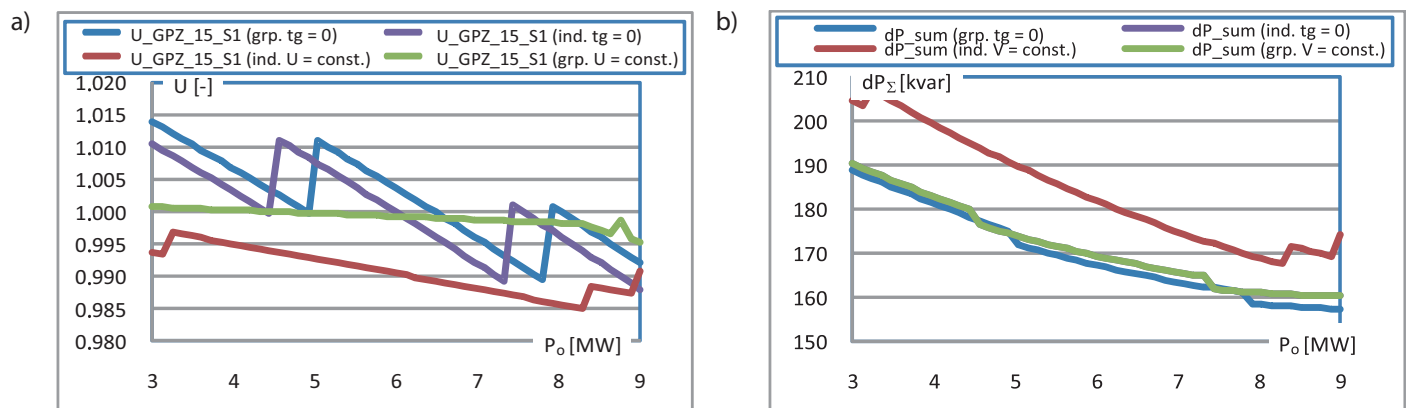 a)
U_GPZ_15_S1 (grp. tg = 0)
U_GPZ_15_S1 (ind. tg = 0)
U_GPZ_15_S1 (ind. U = const.)
U_GPZ_15_S1 (grp. U = const.)
U [-]
1.020
1.015
1.010
1.005
1.000
0.995
0.990
0.985
0.980
P₀ [MW]
3 4 5 6 7 8 9
b)
dP_sum (grp. tg = 0)
dP_sum (ind. tg = 0)
dP_sum (ind. V = const.)
dP_sum (grp. V = const.)
dP_Σ [kvar]
210
200
190
180
170
160
150
P₀ [MW]
3 4 5 6 7 8 9